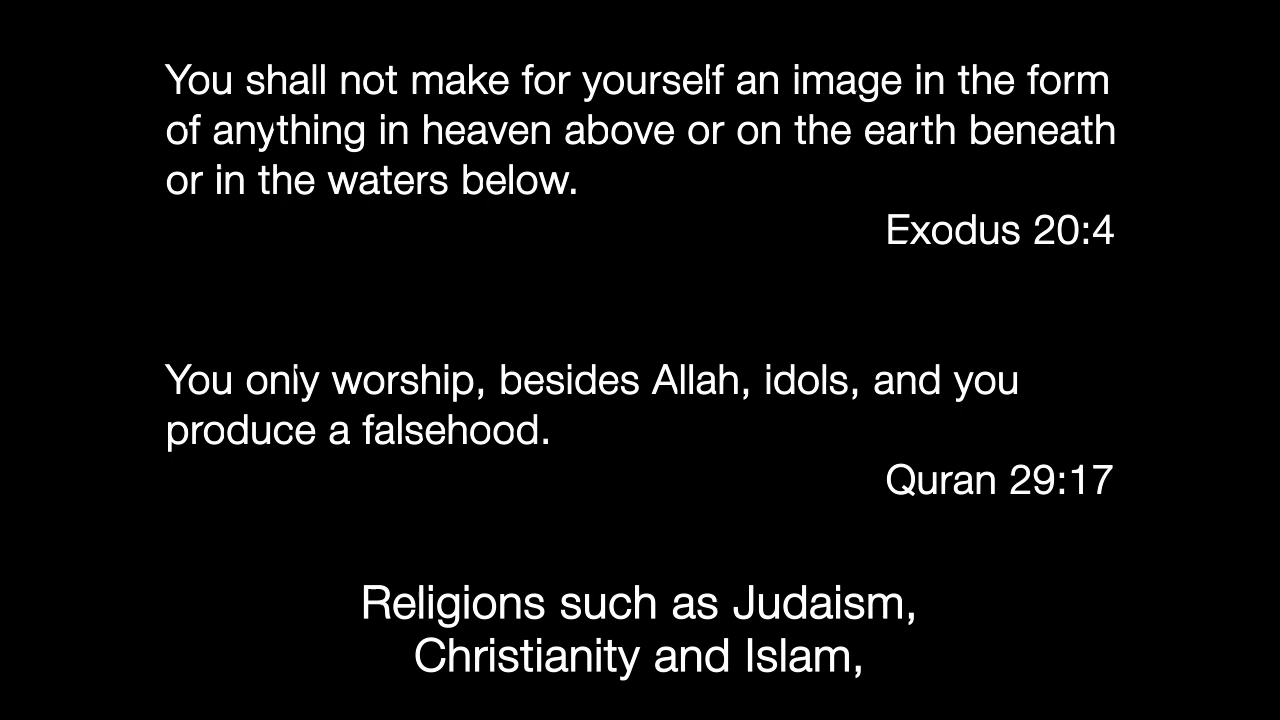 You shall not make for yourself an image in the form
of anything in heaven above or on the earth beneath
or in the waters below.
Exodus 20:4
You only worship, besides Allah, idols, and you
produce a falsehood.
Quran 29:17
Religions such as Judaism,
Christianity and Islam,